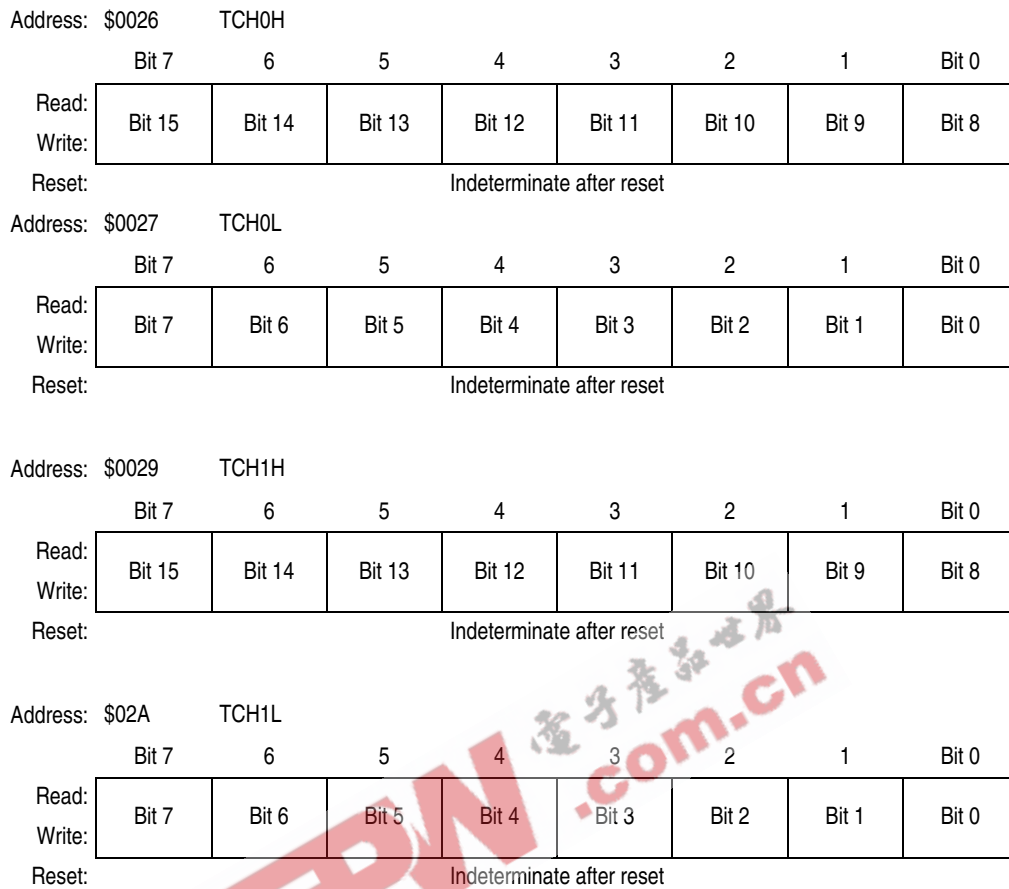 Address: $0026 TCH0H
Bit 7 6 5 4 3 2 1 Bit 0
Read:
Write:
Bit 15 Bit 14 Bit 13 Bit 12 Bit 11 Bit 10 Bit 9 Bit 8
Reset: Indeterminate after reset
Address: $0027 TCH0L
Bit 7 6 5 4 3 2 1 Bit 0
Read:
Write:
Bit 7 Bit 6 Bit 5 Bit 4 Bit 3 Bit 2 Bit 1 Bit 0
Reset: Indeterminate after reset
Address: $0029 TCH1H
Bit 7 6 5 4 3 2 1 Bit 0
Read:
Write:
Bit 15 Bit 14 Bit 13 Bit 12 Bit 11 Bit 10 Bit 9 Bit 8
Reset: Indeterminate after reset
Address: $02A TCH1L
Bit 7 6 5 4 3 2 1 Bit 0
Read:
Write:
Bit 7 Bit 6 Bit 5 Bit 4 Bit 3 Bit 2 Bit 1 Bit 0
Reset: Indeterminate after reset
電子產品世界
.com.cn